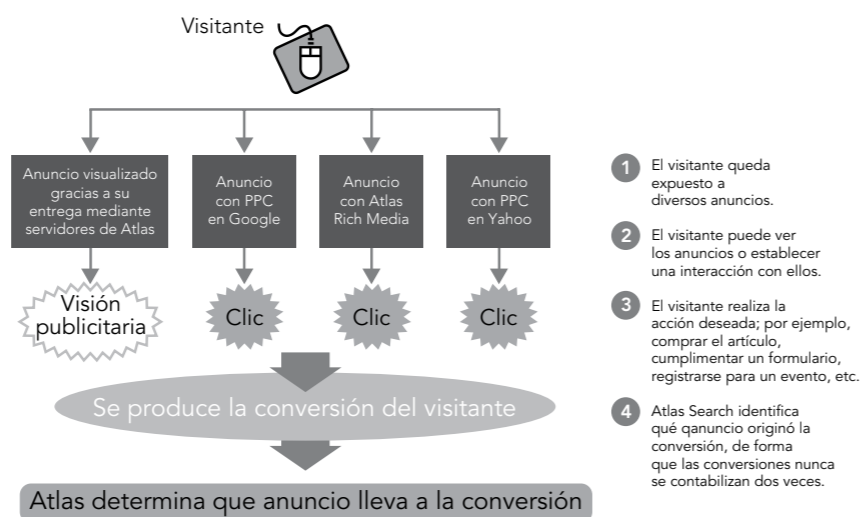 Visitante
Anuncio visualizado
gracias a su
entrega mediante
servidores de Atlas
Anuncio
con PPC
en Google
Anuncio
con Atlas
Rich Media
Anuncio
con PPC
en Yahoo
Visión
publicitaria
Clic
Clic
Clic
Se produce la conversión del visitante
Atlas determina que anuncio lleva a la conversión
1 El visitante queda
expuesto a
diversos anuncios.
2 El visitante puede ver
los anuncios o establecer
una interacción con ellos.
3 El visitante realiza la
acción deseada; por ejemplo,
comprar el artículo,
cumplimentar un formulario,
registrarse para un evento, etc.
4 Atlas Search identifica
qué qanuncio originó la
conversión, de forma
que las conversiones nunca
se contabilizan dos veces.